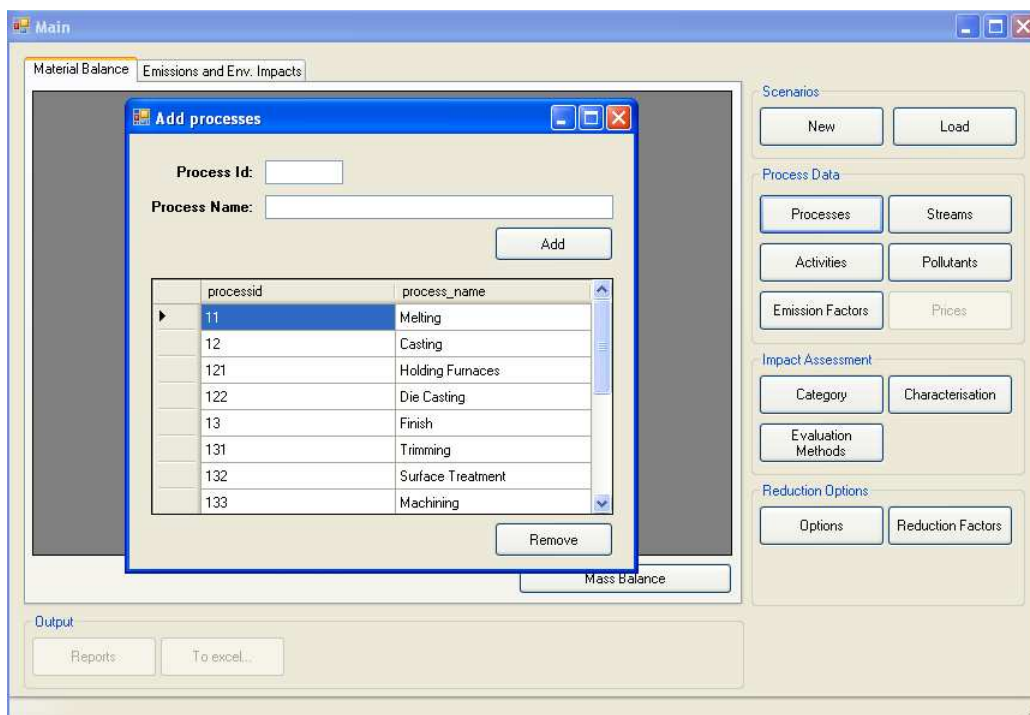 Main
Material Balance Emissions and Env. Impacts
Add processes
Process Id:
Process Name:
Add
processid process_name
11 Melting
12 Casting
121 Holding Furnaces
122 Die Casting
13 Finish
131 Trimming
132 Surface Treatment
133 Machining
Remove
Mass Balance
Scenarios
New Load
Process Data
Processes Streams
Activities Pollutants
Emission Factors Prices
Impact Assessment
Category Characterisation
Evaluation
Methods
Reduction Options
Options Reduction Factors
Output
Reports To excel...